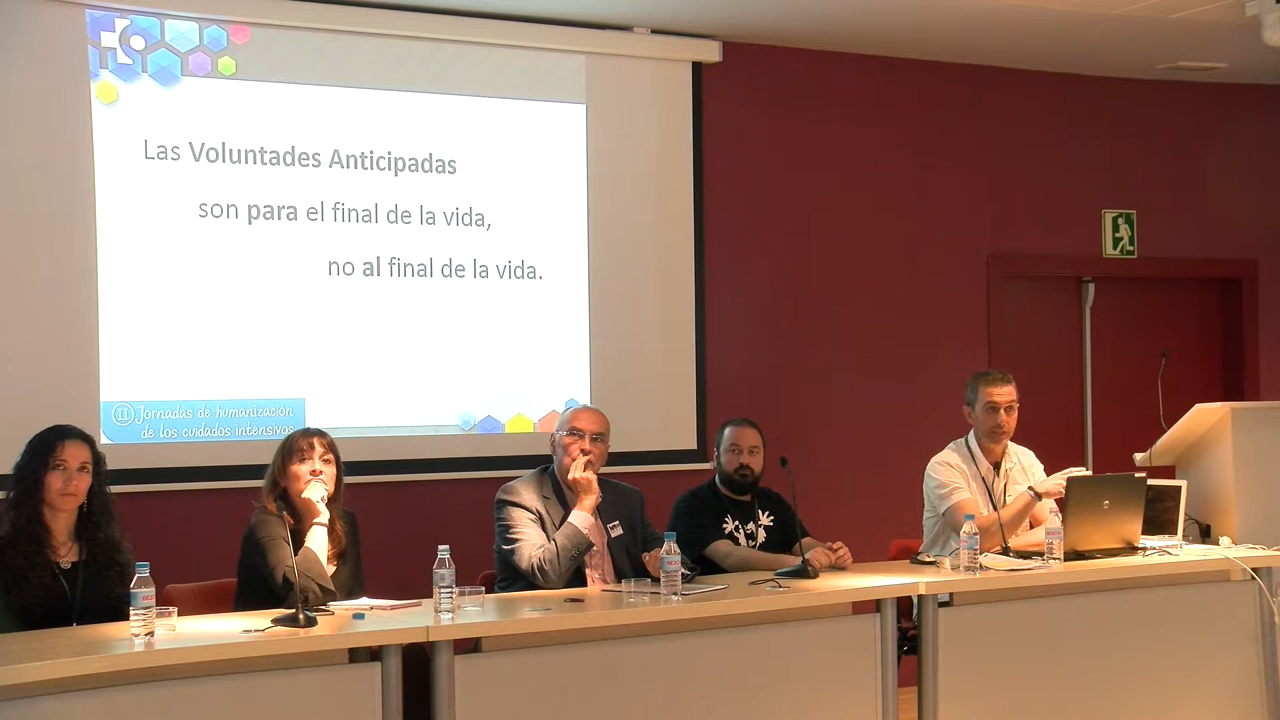 Las Voluntades Anticipadas
son para el final de la vida,
no al final de la vida.
II Jornadas de humanización
de los cuidados intensivos